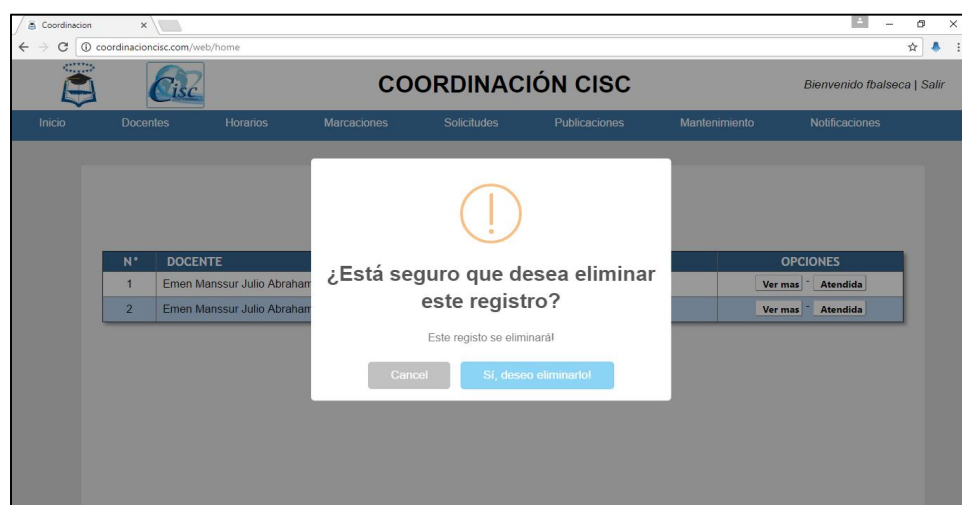 Coordinacion
coordinacioncisc.com/web/home
Cisc
COORDINACIÓN CISC
Bienvenido fbalseca | Salir
Inicio Docentes Horarios Marcaciones Solicitudes Publicaciones Mantenimiento Notificaciones
N° DOCENTE OPCIONES
1 Emen Manssur Julio Abraham Ver mas - Atendida
2 Emen Manssur Julio Abraham Ver mas - Atendida
¿Está seguro que desea eliminar
este registro?
Este registo se eliminará!
Cancel Sí, deseo eliminarlo!